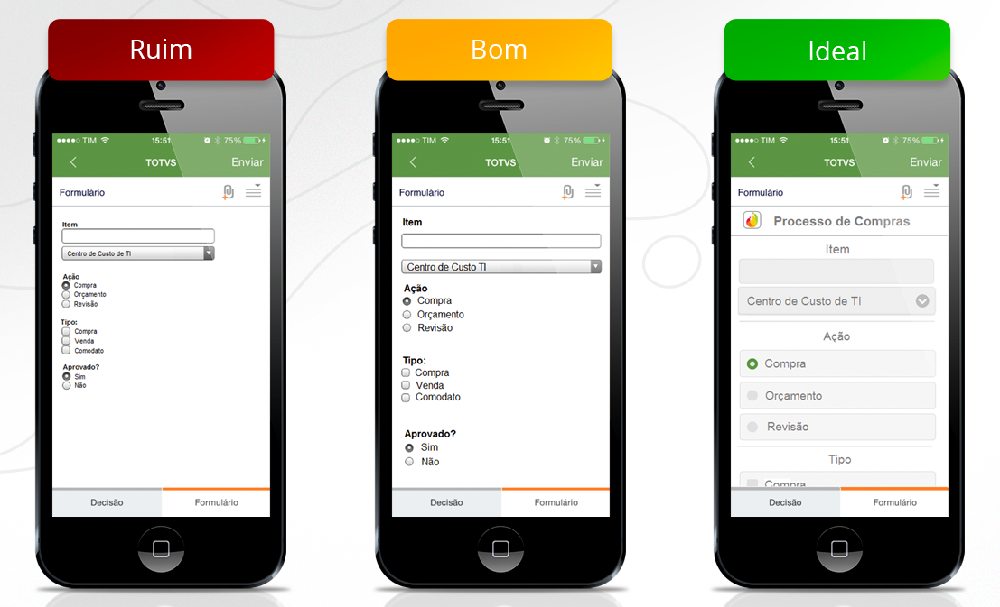 Ruim
TIM 15:51 75%
TOTVS Enviar
Formulário
Item
Centro de Custo de TI
Ação
Compra
Orçamento
Revisão
Tipo:
Compra
Venda
Comodato
Aprovado?
Sim
Não
Decisão Formulário
Bom
TIM 15:51 75%
TOTVS Enviar
Formulário
Item
Centro de Custo TI
Ação
Compra
Orçamento
Revisão
Tipo:
Compra
Venda
Comodato
Aprovado?
Sim
Não
Decisão Formulário
Ideal
TIM 15:51 75%
TOTVS Enviar
Formulário
Processo de Compras
Item
Centro de Custo de TI
Ação
Compra
Orçamento
Revisão
Tipo
Compra
Decisão Formulário